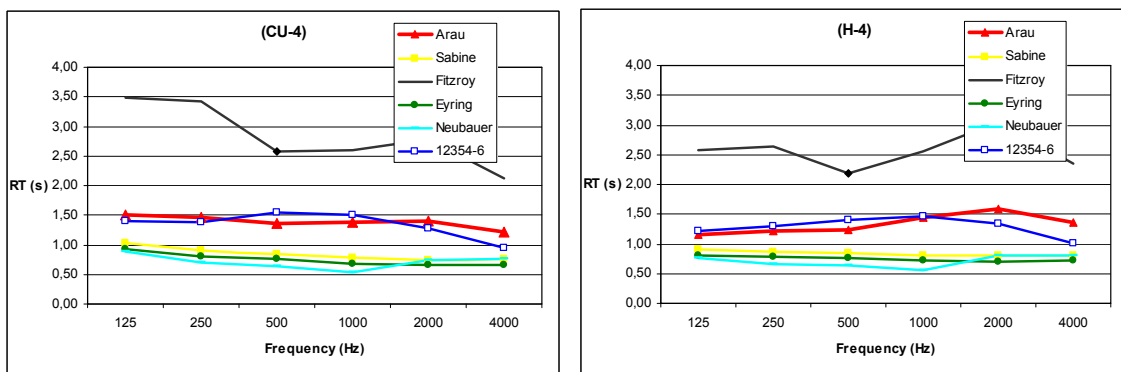 (CU-4)
Arau
Sabine
Fitzroy
Eyring
Neubauer
12354-6
4,00
3,50
3,00
2,50
2,00
1,50
1,00
0,50
0,00
RT (s)
125 250 500 1000 2000 4000
Frequency (Hz)
(H-4)
Arau
Sabine
Fitzroy
Eyring
Neubauer
12354-6
4,00
3,50
3,00
2,50
2,00
1,50
1,00
0,50
0,00
RT (s)
125 250 500 1000 2000 4000
Frequency (Hz)